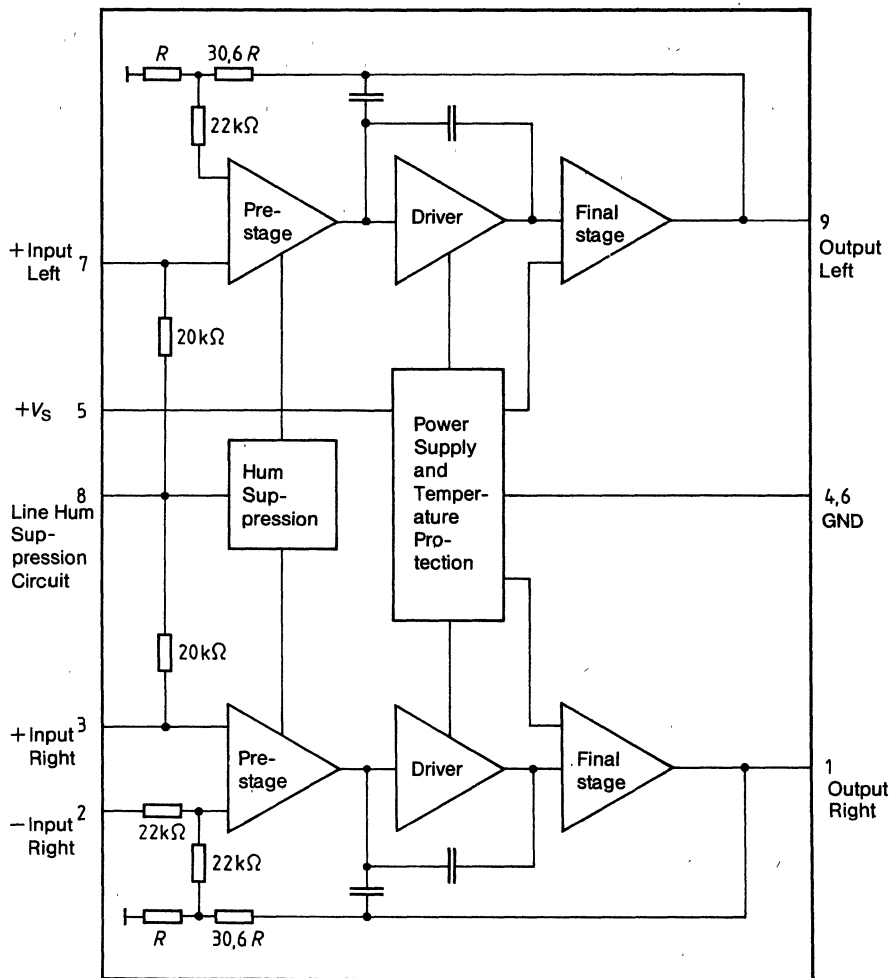 R
30,6 R
22kΩ
Pre-
stage
Driver
Final
stage
+ Input
Left
7
9
Output
Left
20kΩ
+Vs
5
Power
Supply
and
Temper-
ature
Pro-
tection
Hum
Sup-
pression
8
Line Hum
Sup-
pression
Circuit
4,6
GND
20kΩ
+ Input
Right
3
Pre-
stage
Driver
Final
stage
1
Output
Right
– Input
Right
2
22kΩ
22kΩ
R
30,6 R